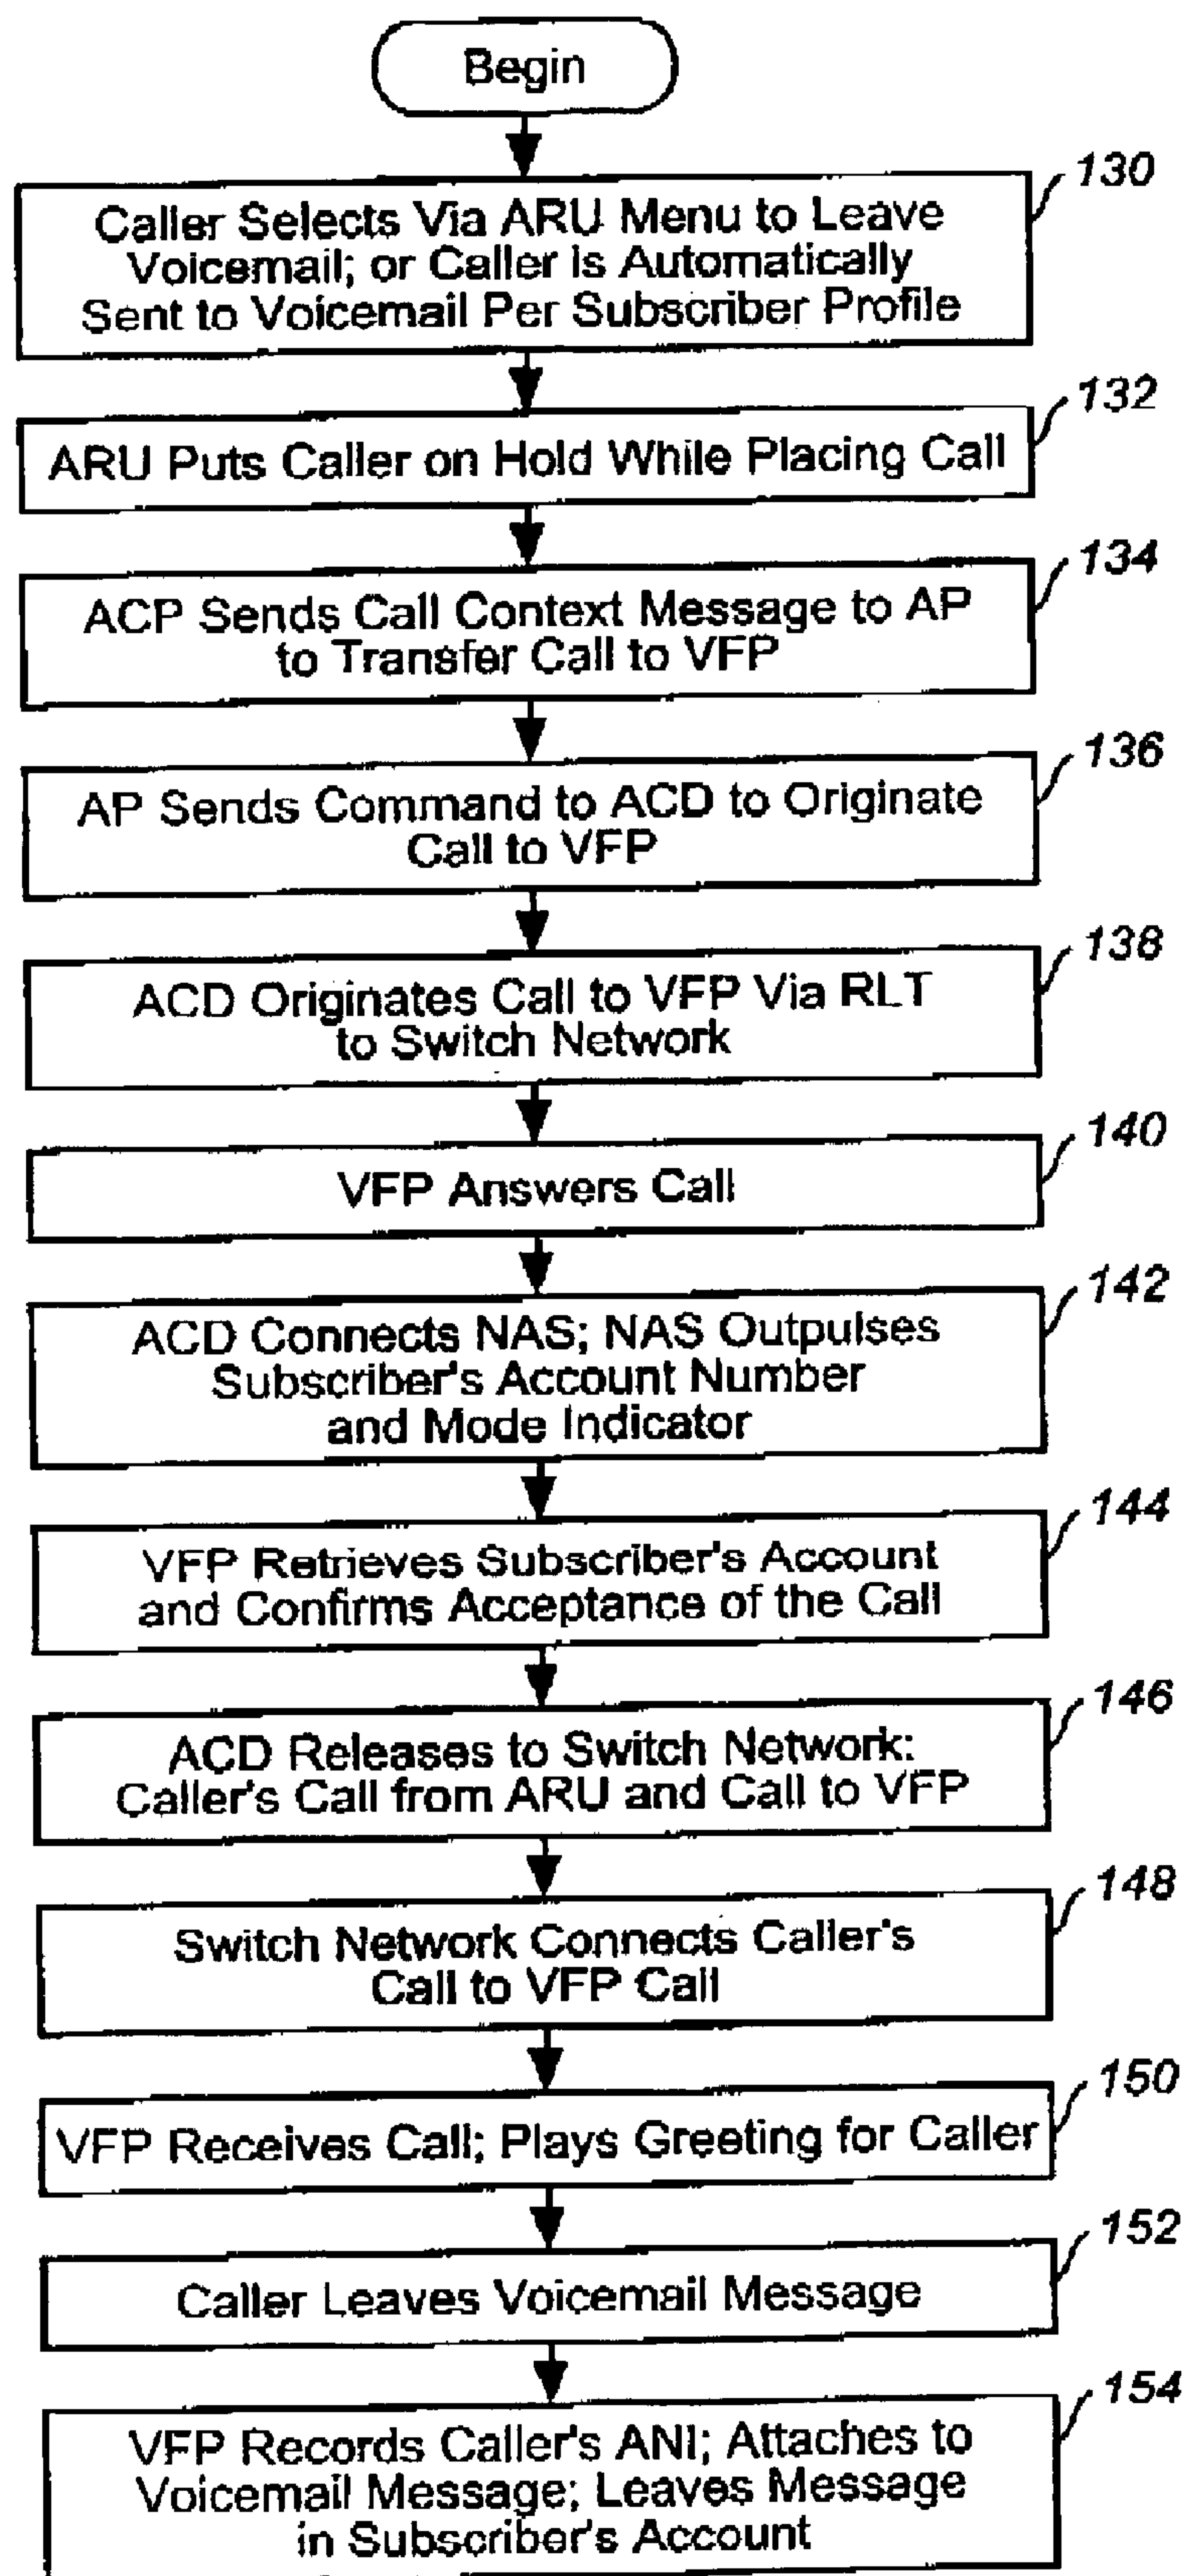 Begin
130
Caller Selects Via ARU Menu to Leave
Voicemail; or Caller is Automatically
Sent to Voicemail Per Subscriber Profile
132
ARU Puts Caller on Hold While Placing Call
134
ACP Sends Call Context Message to AP
to Transfer Call to VFP
136
AP Sends Command to ACD to Originate
Call to VFP
138
ACD Originates Call to VFP Via RLT
to Switch Network
140
VFP Answers Call
142
ACD Connects NAS; NAS Outpulses
Subscriber's Account Number
and Mode Indicator
144
VFP Retrieves Subscriber's Account
and Confirms Acceptance of the Call
146
ACD Releases to Switch Network:
Caller's Call from ARU and Call to VFP
148
Switch Network Connects Caller's
Call to VFP Call
150
VFP Receives Call; Plays Greeting for Caller
152
Caller Leaves Voicemail Message
154
VFP Records Caller's ANI; Attaches to
Voicemail Message; Leaves Message
in Subscriber's Account